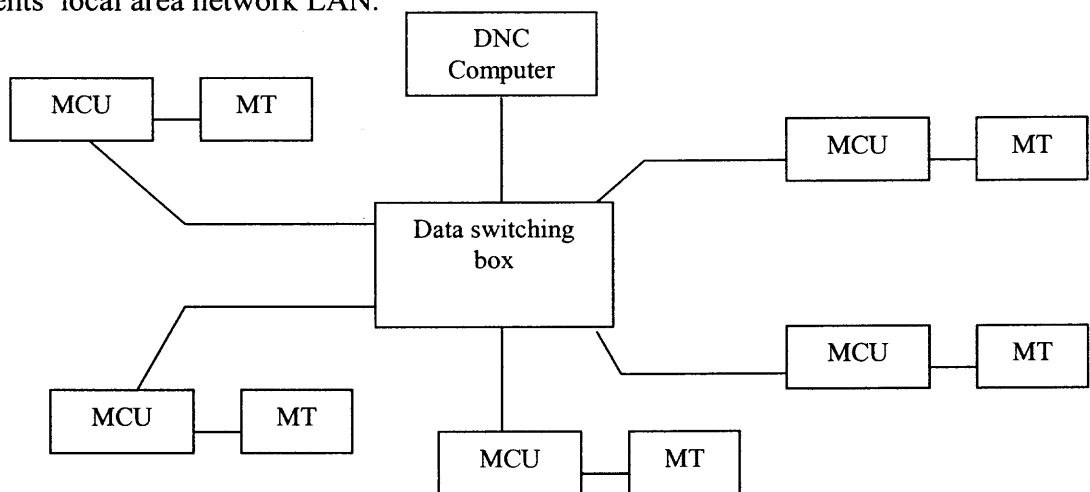 local area network LAN.
DNC
Computer
MCU
MT
MCU
MT
Data switching
box
MCU
MT
MCU
MT
MCU
MT